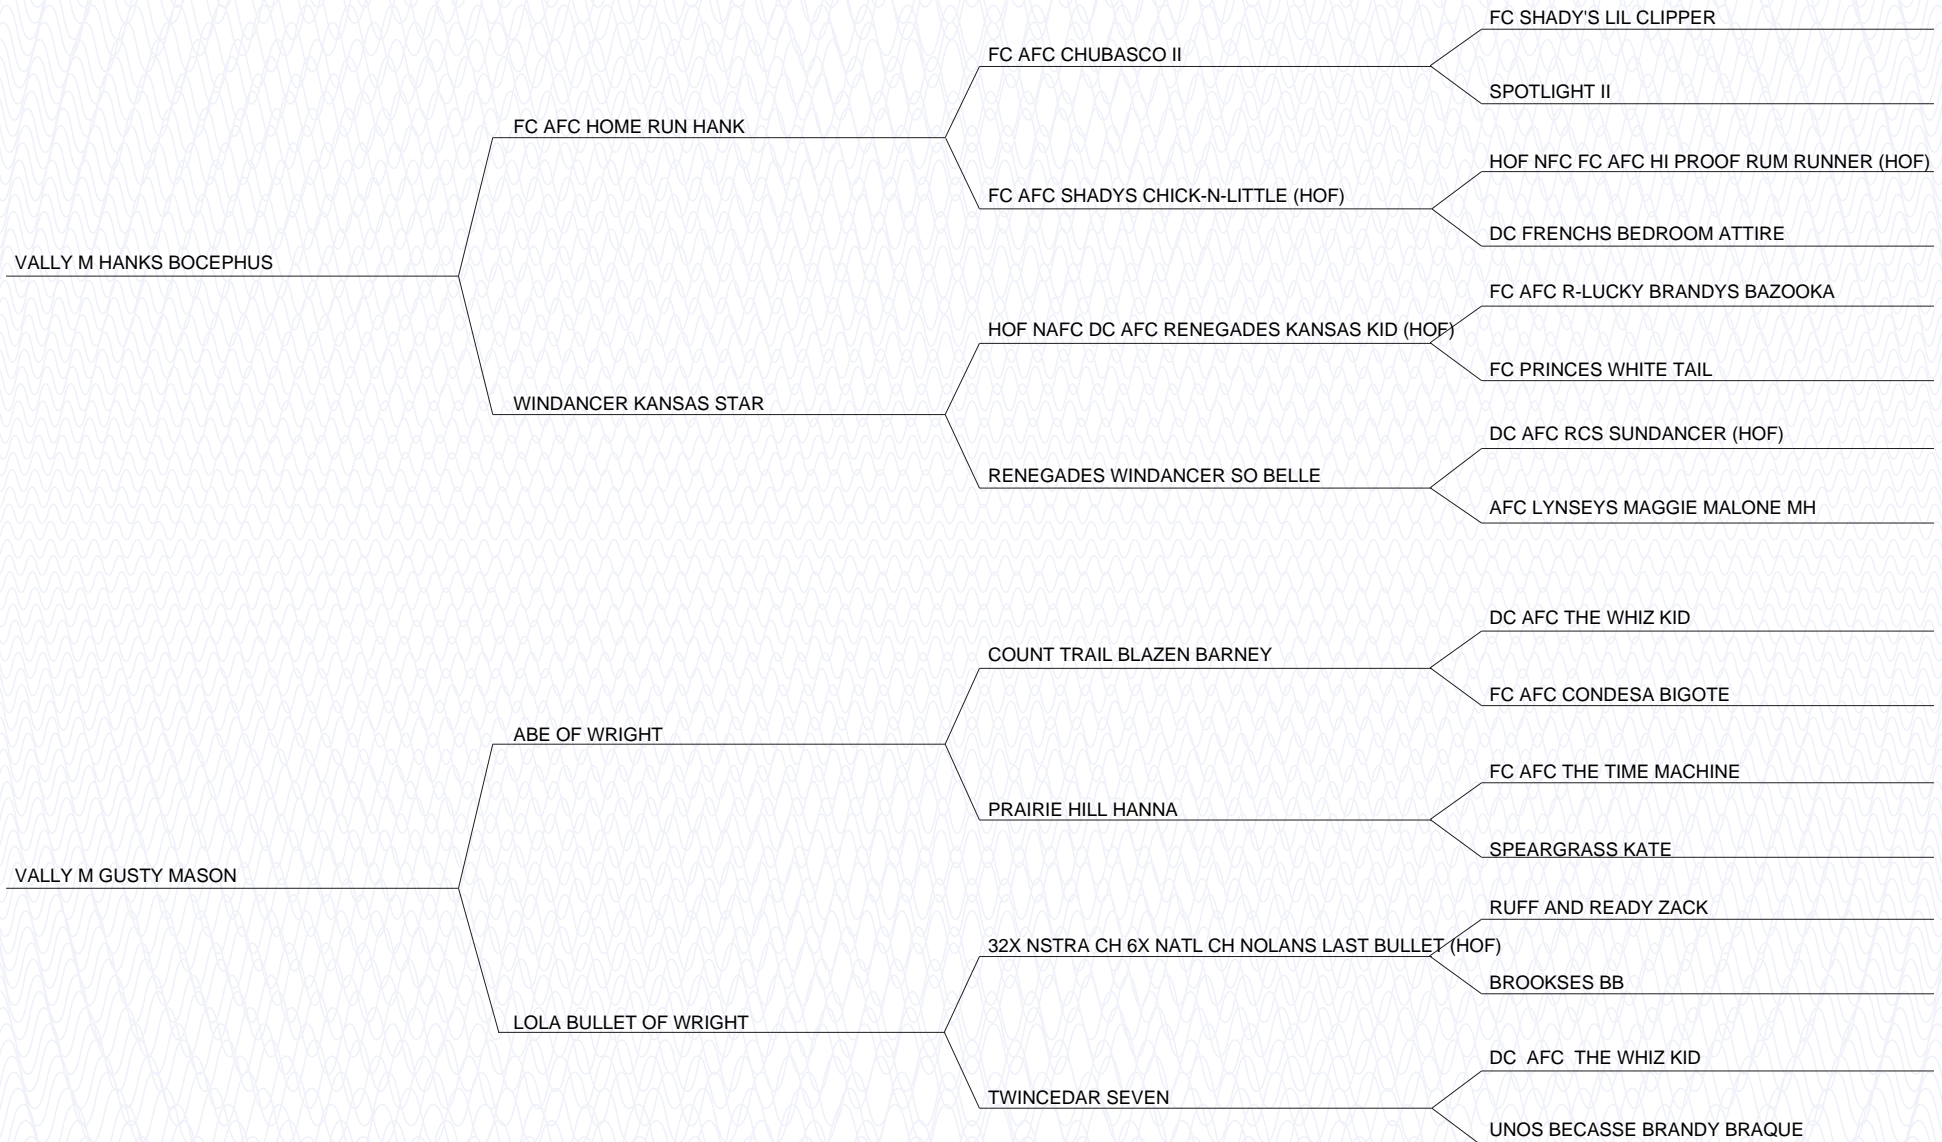 FC SHADY'S LIL CLIPPER
FC AFC CHUBASCO II
SPOTLIGHT II
FC AFC HOME RUN HANK
HOF NFC FC AFC HI PROOF RUM RUNNER (HOF)
FC AFC SHADYS CHICK-N-LITTLE (HOF)
DC FRENCHS BEDROOM ATTIRE
VALLY M HANKS BOCEPHUS
FC AFC R-LUCKY BRANDYS BAZOOKA
HOF NAFC DC AFC RENEGADES KANSAS KID (HOF)
FC PRINCES WHITE TAIL
WINDANCER KANSAS STAR
DC AFC RCS SUNDANCER (HOF)
RENEGADES WINDANCER SO BELLE
AFC LYNSEYS MAGGIE MALONE MH
DC AFC THE WHIZ KID
COUNT TRAIL BLAZEN BARNEY
FC AFC CONDESA BIGOTE
ABE OF WRIGHT
FC AFC THE TIME MACHINE
PRAIRIE HILL HANNA
SPEARGRASS KATE
VALLY M GUSTY MASON
RUFF AND READY ZACK
32X NSTRA CH 6X NATL CH NOLANS LAST BULLET (HOF)
BROOKSES BB
LOLA BULLET OF WRIGHT
DC  AFC  THE WHIZ KID
TWINCEDAR SEVEN
UNOS BECASSE BRANDY BRAQUE